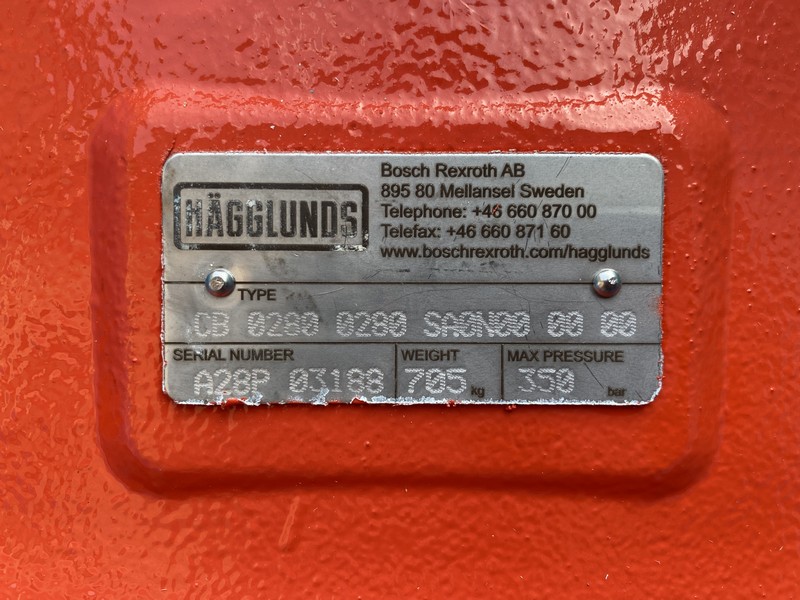 HÄGGLUNDS
Bosch Rexroth AB
895 80 Mellansel Sweden
Telephone: +46 660 870 00
Telefax: +46 660 871 60
www.boschrexroth.com/hagglunds
TYPE
CB 0280 0280 SA0N00 00 00
SERIAL NUMBER WEIGHT MAX PRESSURE
A28P 03188 705 kg 350 bar